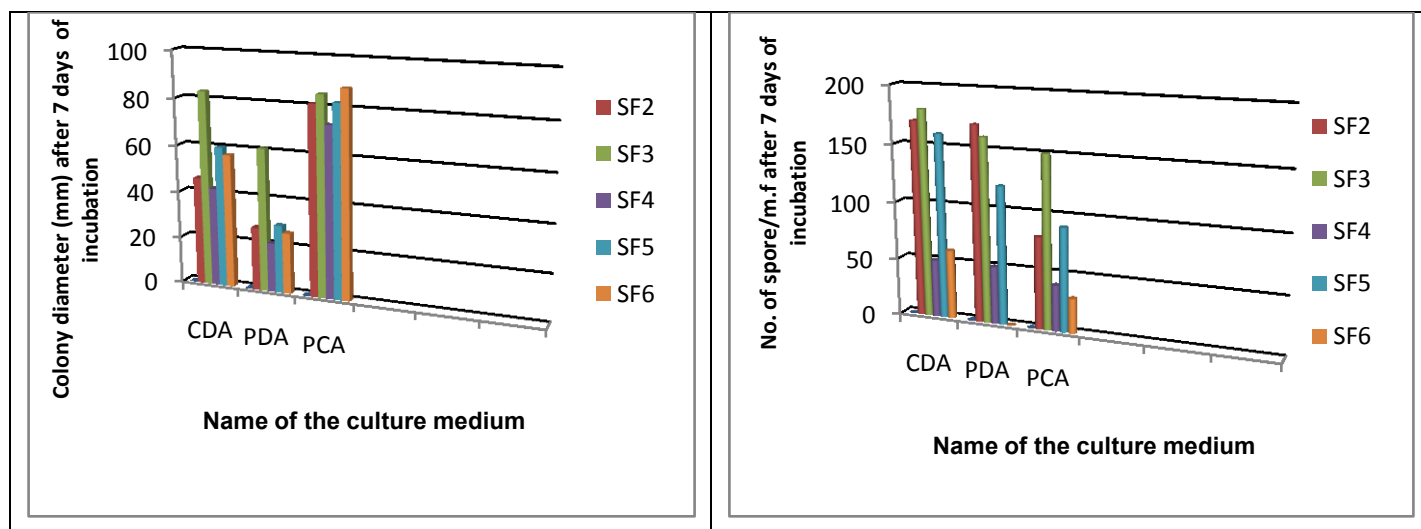 Colony diameter (mm) after 7 days of
incubation
100
80
60
40
20
0
CDA PDA PCA
Name of the culture medium
SF2
SF3
SF4
SF5
SF6
No. of spore/m.f after 7 days of
incubation
200
150
100
50
0
CDA PDA PCA
Name of the culture medium
SF2
SF3
SF4
SF5
SF6